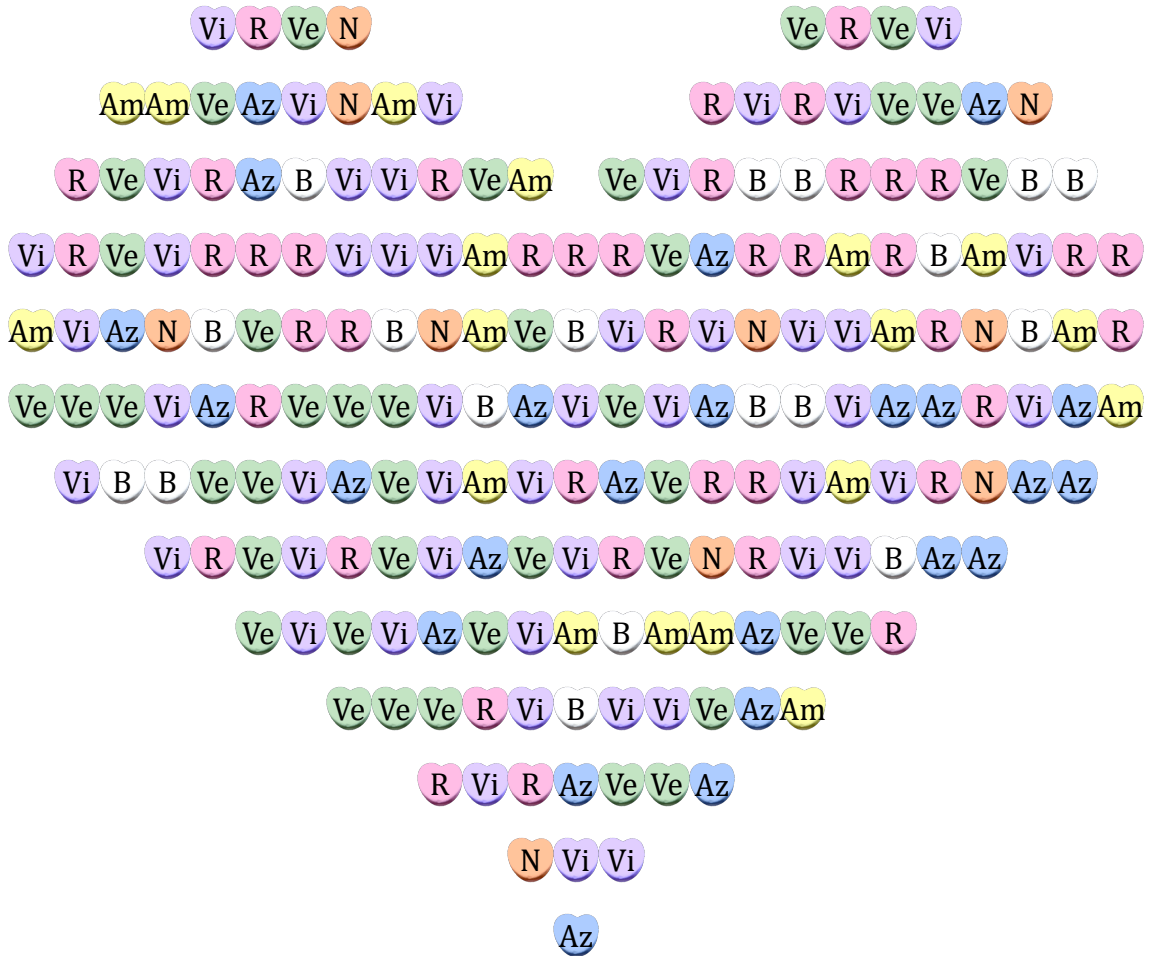 Vi R Ve N Ve R Ve Vi
Am Am Ve Az Vi N Am Vi R Vi R Vi Ve Ve Az N
R Ve Vi R Az B Vi Vi R Ve Am Ve Vi R B B R R R Ve B B
Vi R Ve Vi R R R Vi Vi Vi Am R R R Ve Az R R Am R B Am Vi R R
Am Vi Az N B Ve R R B N Am Ve B Vi R Vi N Vi Vi Am R N B Am R
Ve Ve Ve Vi Az R Ve Ve Ve Vi B Az Vi Ve Vi Az B B Vi Az Az R Vi Az Am
Vi B B Ve Ve Vi Az Ve Vi Am Vi R Az Ve R R Vi Am Vi R N Az Az
Vi R Ve Vi R Ve Vi Az Ve Vi R Ve N R Vi Vi B Az Az
Ve Vi Ve Vi Az Ve Vi Am B Am Am Az Ve Ve R
Ve Ve Ve R Vi B Vi Vi Ve Az Am
R Vi R Az Ve Ve Az
N Vi Vi
Az